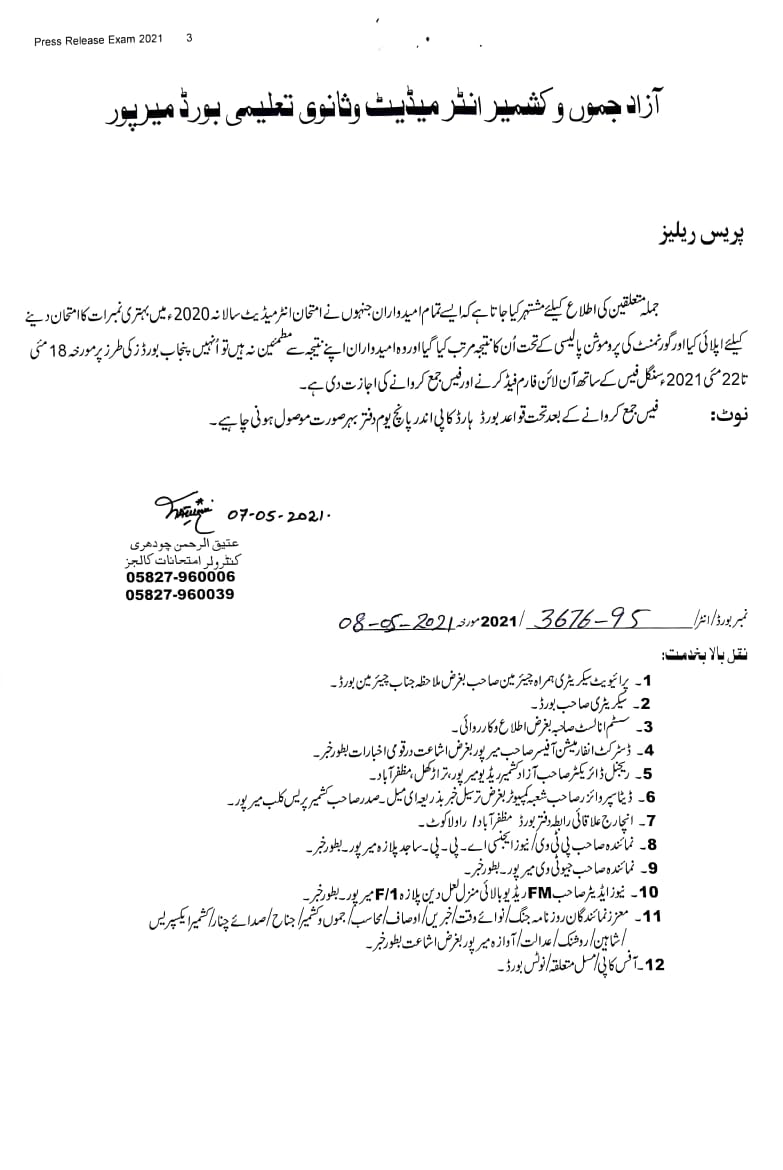 Press Release Exam 2021 3
آزاد جموں و کشمیر انٹرمیڈیٹ وثانوی تعلیمی بورڈ میرپور
پریس ریلیز
جملہ متعلقین کی اطلاع کیلئے مشتہر کیا جاتا ہے کہ ایسے تمام امیدواران جنہوں نے امتحان انٹرمیڈیٹ سالانہ 2020ء میں بہتری نمبرات کا امتحان دینے
کیلئے اپلائی کیا اور گورنمنٹ کی پروموشن پالیسی کے تحت اُن کا نتیجہ مرتب کیا گیا اور وہ امیدواران اپنے نتیجہ سے مطمئین نہ ہیں تو اُنہیں پنجاب بورڈز کی طرز پر مورخہ 18 مئی
تا 22 مئی 2021ء سنگل فیس کے ساتھ آن لائن فارم فیڈ کرنے اور فیس جمع کروانے کی اجازت دی ہے۔
نوٹ: فیس جمع کروانے کے بعد تحت قواعد بورڈ ہارڈ کاپی اندر پانچ یوم دفتر بہر صورت موصول ہونی چاہیے۔
07-05-2021.
عتیق الرحمن چودھری
کنٹرولر امتحانات کالجز
05827-960006
05827-960039
نمبر بورڈ/انٹر/ 3676-95 /2021 مورخہ 08-05-2021
نقل بالا بخدمت:
1۔ پرائیویٹ سیکریٹری ہمراہ چیئرمین صاحب بغرض ملاحظہ جناب چیئرمین بورڈ۔
2۔ سیکریٹری صاحب بورڈ۔
3۔ سسٹم انالسٹ صاحبہ بغرض اطلاع و کارروائی۔
4۔ ڈسٹرکٹ انفارمیشن آفیسر صاحب میرپور بغرض اشاعت در قومی اخبارات بطور خبر۔
5۔ ریجنل ڈائریکٹر صاحب آزاد کشمیر ریڈیو میرپور، تراڑکھل، مظفرآباد۔
6۔ ڈیٹا سپروائزر صاحب شعبہ کمپیوٹر بغرض ترسیل خبر بذریعہ ای میل۔ صدر صاحب کشمیر پریس کلب میرپور۔
7۔ انچارج علاقائی رابطہ دفتر بورڈ مظفرآباد/ راولاکوٹ۔
8۔ نمائندہ صاحب پی ٹی وی/ نیوز ایجنسی اے۔پی۔پی۔ ساجد پلازہ میرپور۔ بطور خبر۔
9۔ نمائندہ صاحب جیو ٹی وی میرپور۔ بطور خبر۔
10۔ نیوز ایڈیٹر صاحب FM ریڈیو بالائی منزل لعل دین پلازہ F/1 میرپور۔ بطور خبر۔
11۔ معزز نمائندگان روزنامہ جنگ/ نوائے وقت/ خبریں/ اوصاف/ محاسب/ جموں و کشمیر/ جناح/ صدائے چنار/ کشمیر ایکسپریس
/ شاہین/ روشنک/ عدالت/ آوازہ میرپور بغرض اشاعت بطور خبر۔
12۔ آفس کاپی/ مسل متعلقہ/ نوٹس بورڈ۔